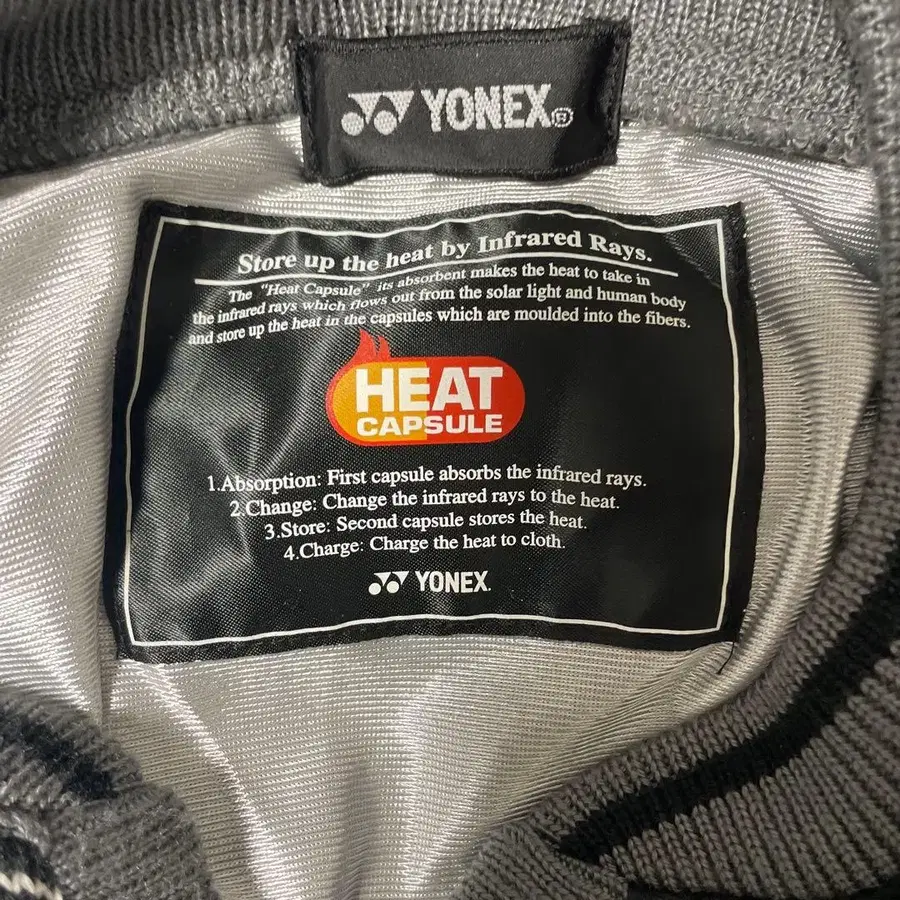 YONEX®
Store up the heat by Infrared Rays.
The "Heat Capsule" its absorbent makes the heat to take in
the infrared rays which flows out from the solar light and human body
and store up the heat in the capsules which are moulded into the fibers.
HEAT
CAPSULE
1.Absorption: First capsule absorbs the infrared rays.
2.Change: Change the infrared rays to the heat.
3.Store: Second capsule stores the heat.
4.Charge: Charge the heat to cloth.
YONEX.